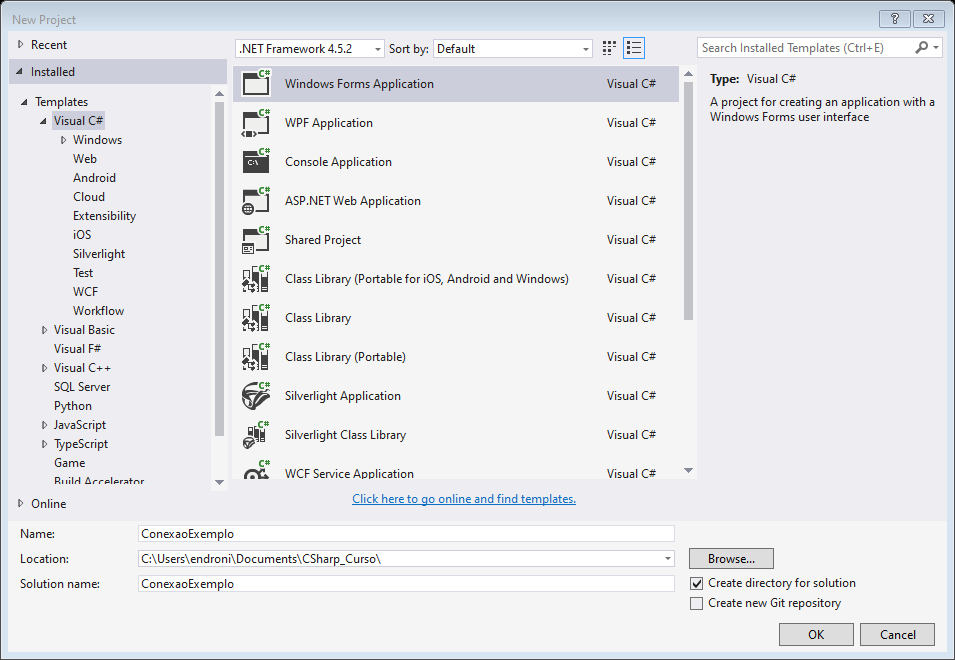 New Project
Recent
Installed
Templates
Visual C#
Windows
Web
Android
Cloud
Extensibility
iOS
Silverlight
Test
WCF
Workflow
Visual Basic
Visual F#
Visual C++
SQL Server
Python
JavaScript
TypeScript
Game
Build Accelerator
Online
.NET Framework 4.5.2 Sort by: Default
Windows Forms Application Visual C#
WPF Application Visual C#
Console Application Visual C#
ASP.NET Web Application Visual C#
Shared Project Visual C#
Class Library (Portable for iOS, Android and Windows) Visual C#
Class Library Visual C#
Class Library (Portable) Visual C#
Silverlight Application Visual C#
Silverlight Class Library Visual C#
WCF Service Application Visual C#
Click here to go online and find templates.
Search Installed Templates (Ctrl+E)
Type: Visual C#
A project for creating an application with a
Windows Forms user interface
Name: ConexaoExemplo
Location: C:\Users\endroni\Documents\CSharp_Curso\ Browse...
Solution name: ConexaoExemplo
Create directory for solution
Create new Git repository
OK Cancel